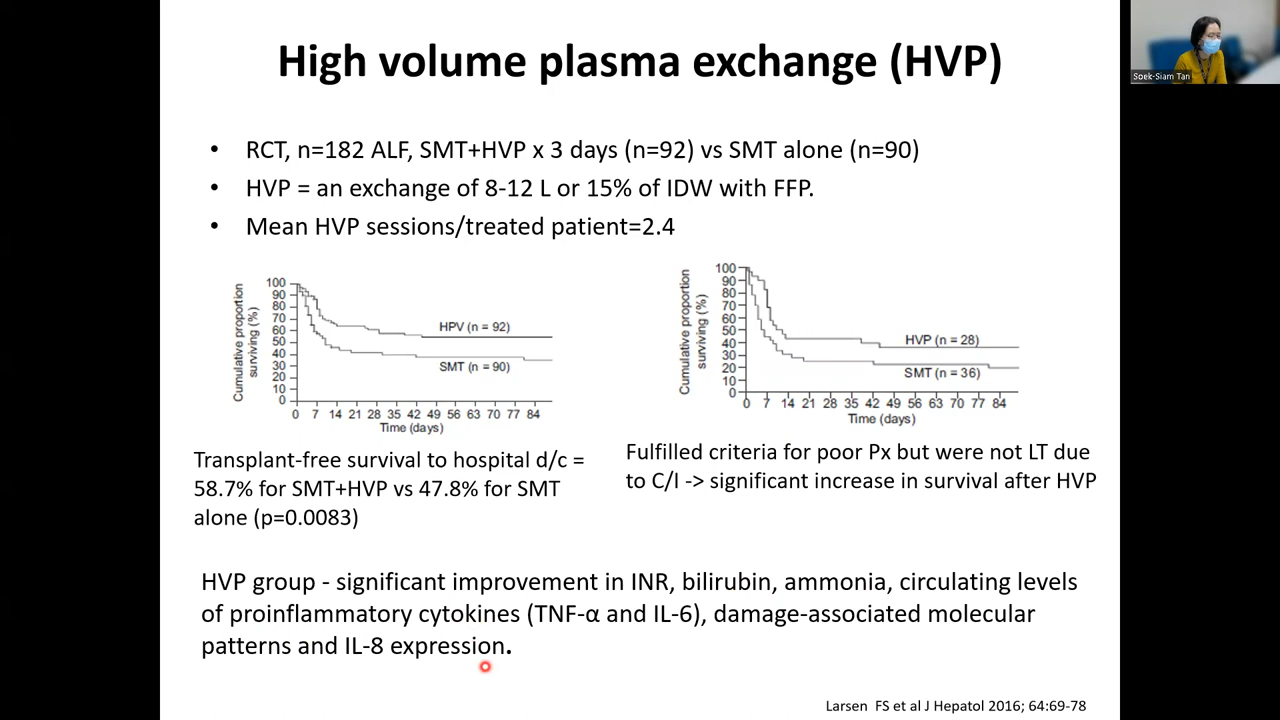 High volume plasma exchange (HVP)
Soek-Siam Tan
• RCT, n=182 ALF, SMT+HVP x 3 days (n=92) vs SMT alone (n=90)
• HVP = an exchange of 8-12 L or 15% of IDW with FFP.
• Mean HVP sessions/treated patient=2.4
Cumulative proportion
surviving (%)
100
90
80
70
60
50
40
30
20
10
0
HPV (n = 92)
SMT (n = 90)
0 7 14 21 28 35 42 49 56 63 70 77 84
Time (days)
Cumulative proportion
surviving (%)
100
90
80
70
60
50
40
30
20
10
0
HVP (n = 28)
SMT (n = 36)
0 7 14 21 28 35 42 49 56 63 70 77 84
Time (days)
Transplant-free survival to hospital d/c =
58.7% for SMT+HVP vs 47.8% for SMT
alone (p=0.0083)
Fulfilled criteria for poor Px but were not LT due
to C/I -> significant increase in survival after HVP
HVP group - significant improvement in INR, bilirubin, ammonia, circulating levels
of proinflammatory cytokines (TNF-α and IL-6), damage-associated molecular
patterns and IL-8 expression.
Larsen FS et al J Hepatol 2016; 64:69-78